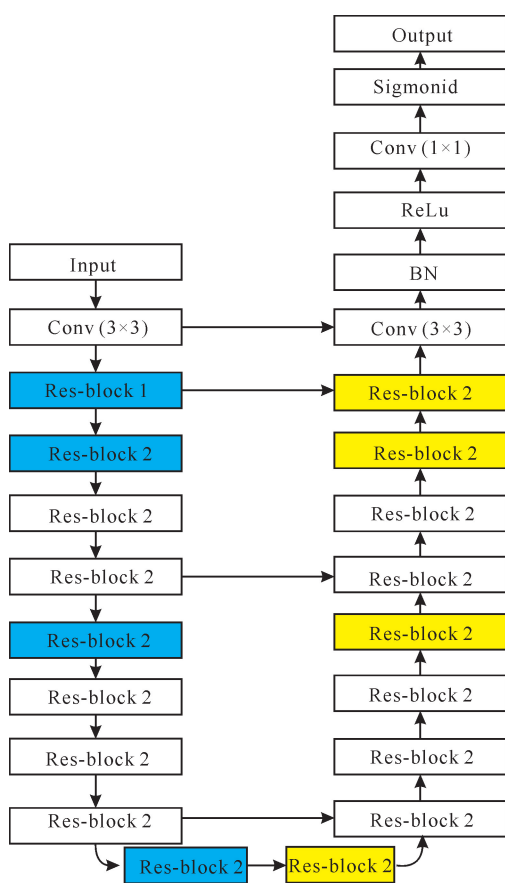 Input
Conv (3×3)
Res-block 1
Res-block 2
Res-block 2
Res-block 2
Res-block 2
Res-block 2
Res-block 2
Res-block 2
Res-block 2
Output
Sigmonid
Conv (1×1)
ReLu
BN
Conv (3×3)
Res-block 2
Res-block 2
Res-block 2
Res-block 2
Res-block 2
Res-block 2
Res-block 2
Res-block 2
Res-block 2